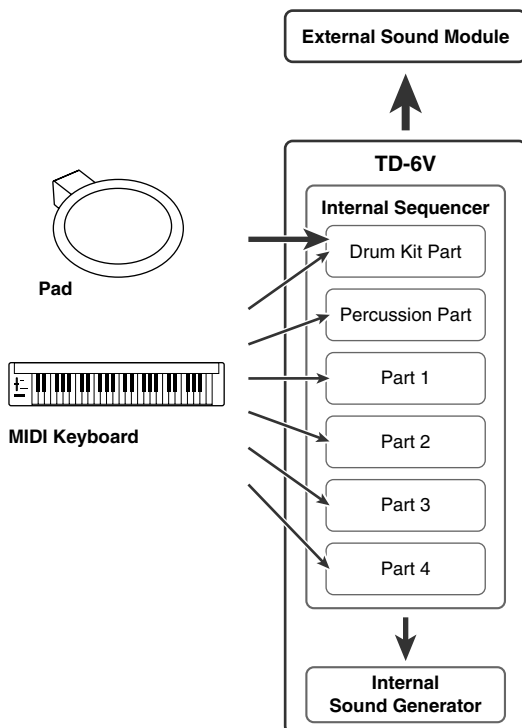 External Sound Module
TD-6V
Internal Sequencer
Drum Kit Part
Pad
Percussion Part
Part 1
MIDI Keyboard
Part 2
Part 3
Part 4
Internal
Sound Generator